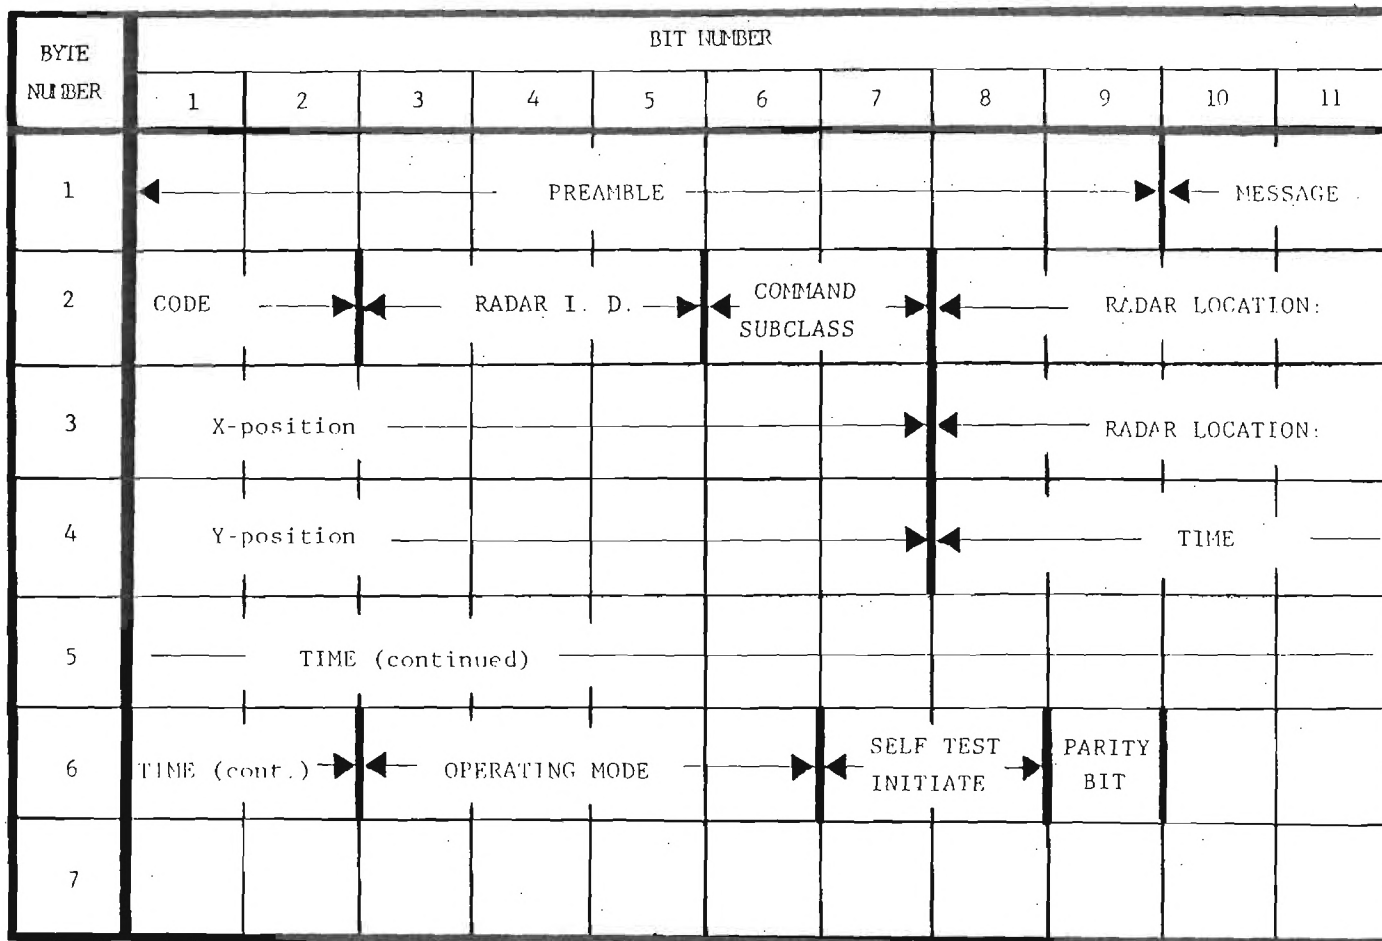 BYTE NUMBER
BIT NUMBER
1 2 3 4 5 6 7 8 9 10 11
1 PREAMBLE MESSAGE
2 CODE RADAR I. D. COMMAND SUBCLASS RADAR LOCATION:
3 X-position RADAR LOCATION:
4 Y-position TIME
5 TIME (continued)
6 TIME (cont.) OPERATING MODE SELF TEST INITIATE PARITY BIT
7